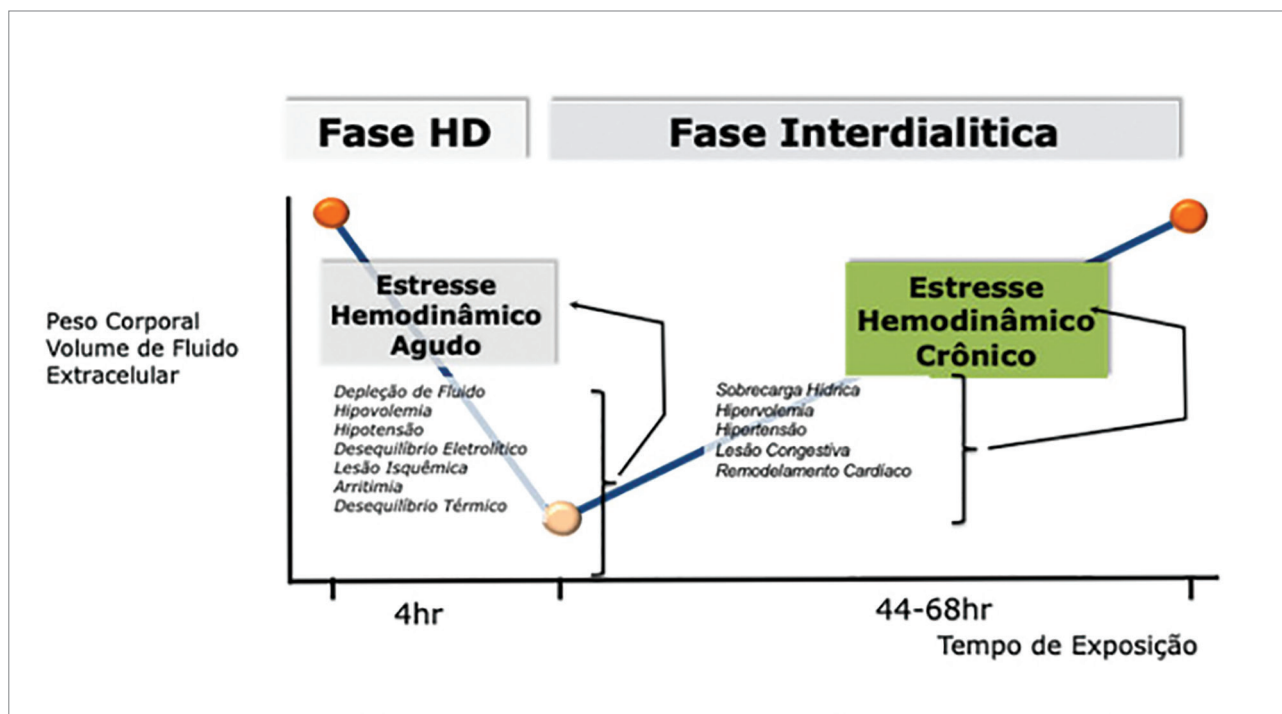 Fase HD
Fase Interdialitica
Estresse
Hemodinâmico
Agudo
Estresse
Hemodinâmico
Crônico
Peso Corporal
Volume de Fluido
Extracelular
Depleção de Fluido
Hipovolemia
Hipotensão
Desequilíbrio Eletrolítico
Lesão Isquêmica
Arritimia
Desequilíbrio Térmico
Sobrecarga Hídrica
Hipervolemia
Hipertensão
Lesão Congestiva
Remodelamento Cardíaco
4hr
44-68hr
Tempo de Exposição